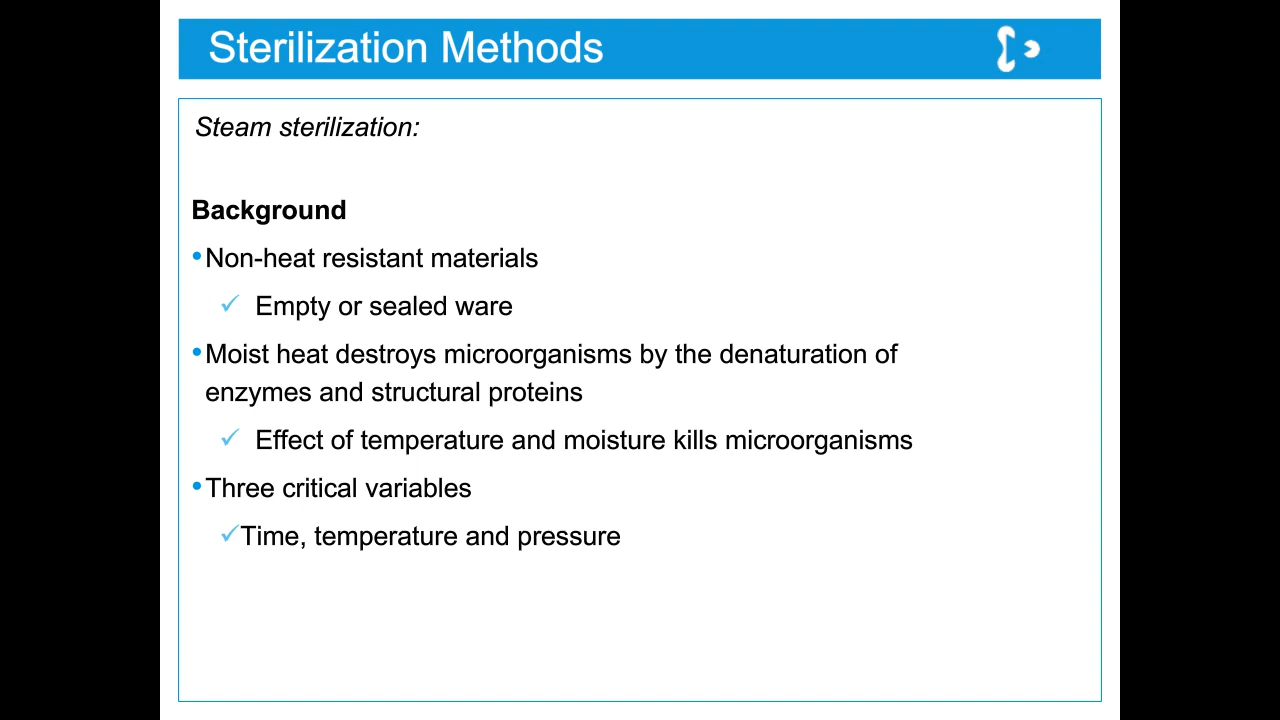 Sterilization Methods
Steam sterilization:
Background
•Non-heat resistant materials
✓ Empty or sealed ware
•Moist heat destroys microorganisms by the denaturation of
enzymes and structural proteins
✓ Effect of temperature and moisture kills microorganisms
•Three critical variables
✓Time, temperature and pressure